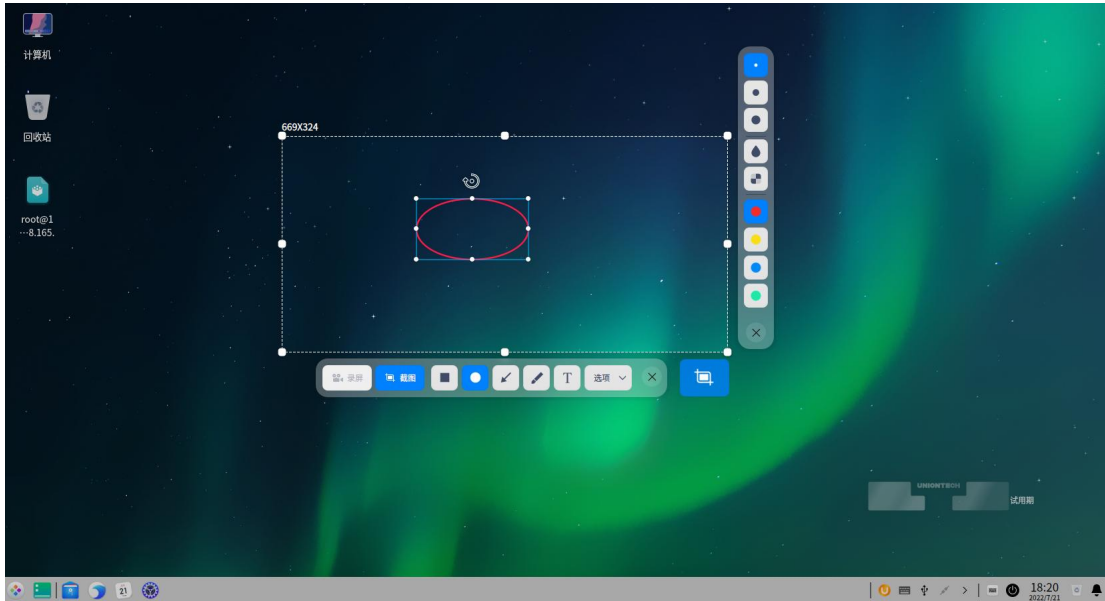 计算机
回收站
root@1
…8.165.
669X324
录屏
截图
T
选项
UNIONTECH
试用期
21
18:20
2022/7/21